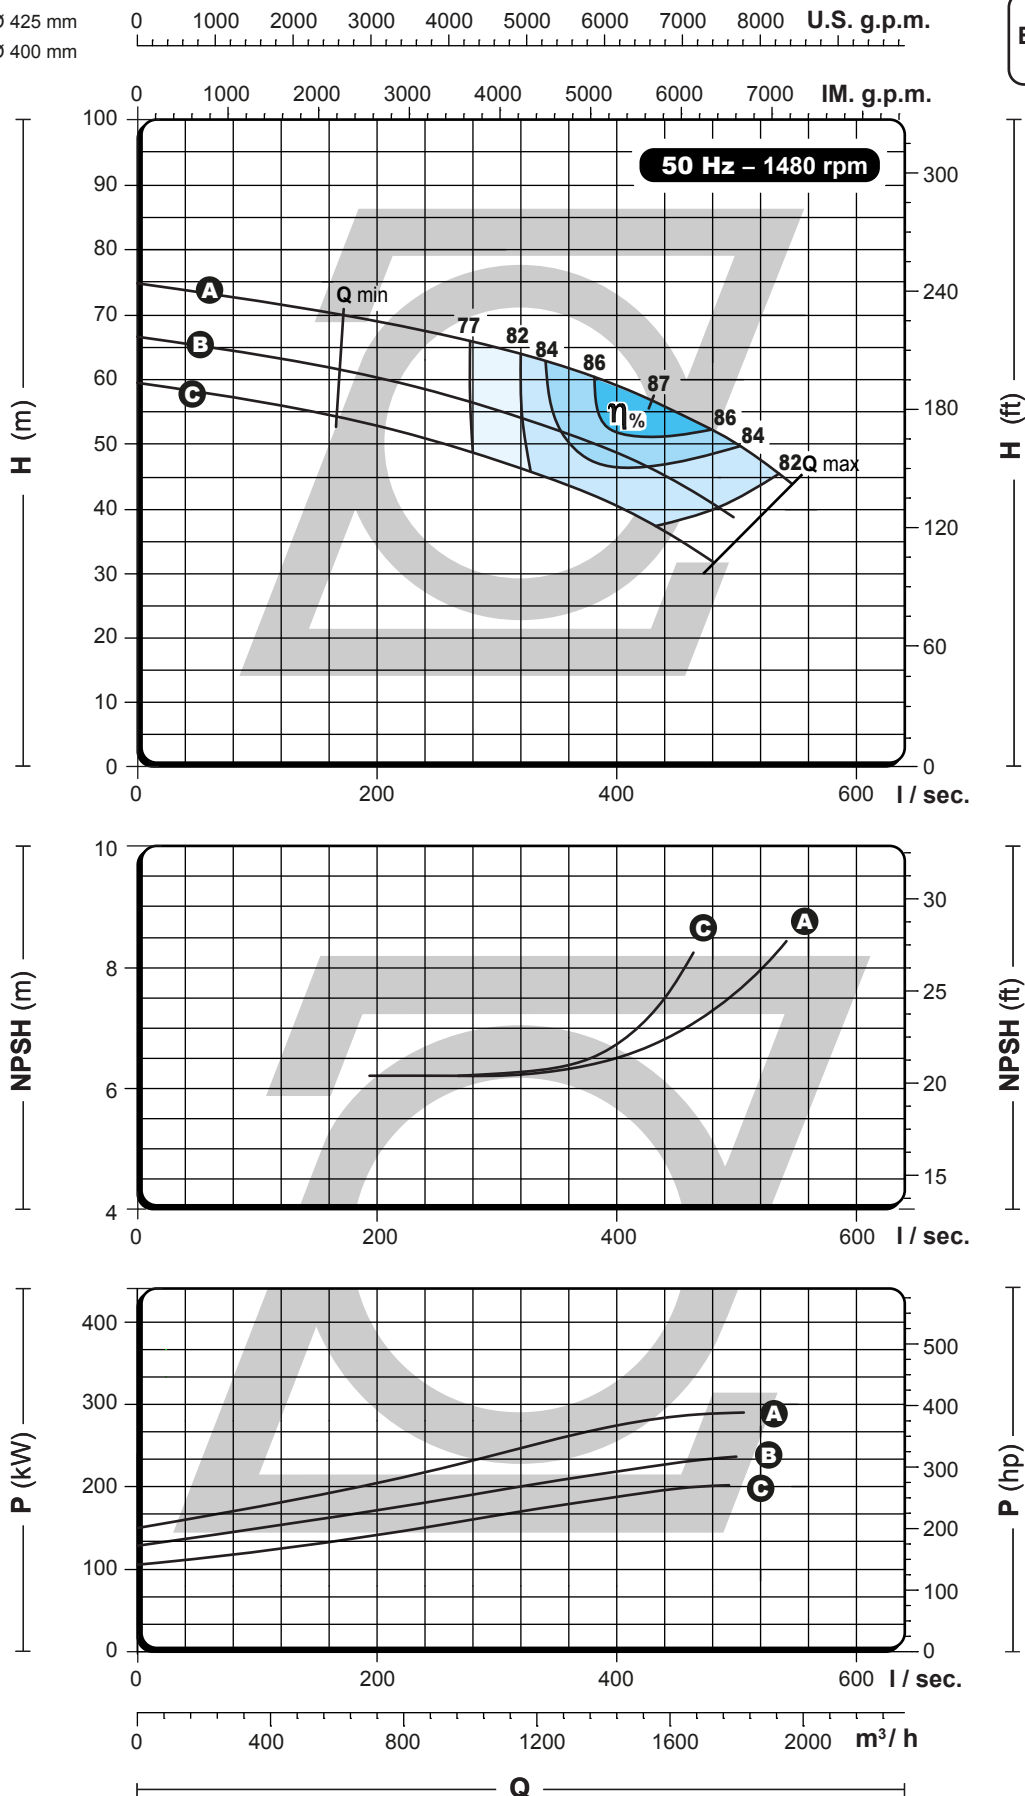 Ø 425 mm
Ø 400 mm
0 1000 2000 3000 4000 5000 6000 7000 8000 U.S. g.p.m.
0 1000 2000 3000 4000 5000 6000 7000 IM. g.p.m.
50 Hz – 1480 rpm
H (m)
100
90
80
70
60
50
40
30
20
10
0
A
B
C
Q min
77
82
84
86
87
η%
86
84
82
Q max
300
240
180
120
60
0
H (ft)
0 200 400 600 l / sec.
NPSH (m)
10
8
6
4
C
A
30
25
20
15
NPSH (ft)
0 200 400 600 l / sec.
P (kW)
400
300
200
100
0
A
B
C
500
400
300
200
100
0
P (hp)
0 200 400 600 l / sec.
0 400 800 1200 1600 2000 m³/ h
Q